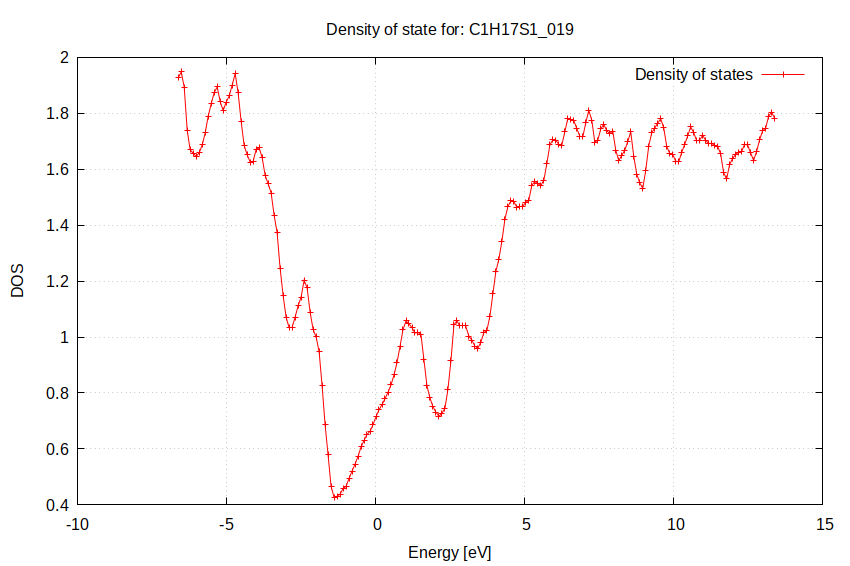 Density of state for: C1H17S1_019
Density of states
2
1.8
1.6
1.4
1.2
1
0.8
0.6
0.4
DOS
-10 -5 0 5 10 15
Energy [eV]